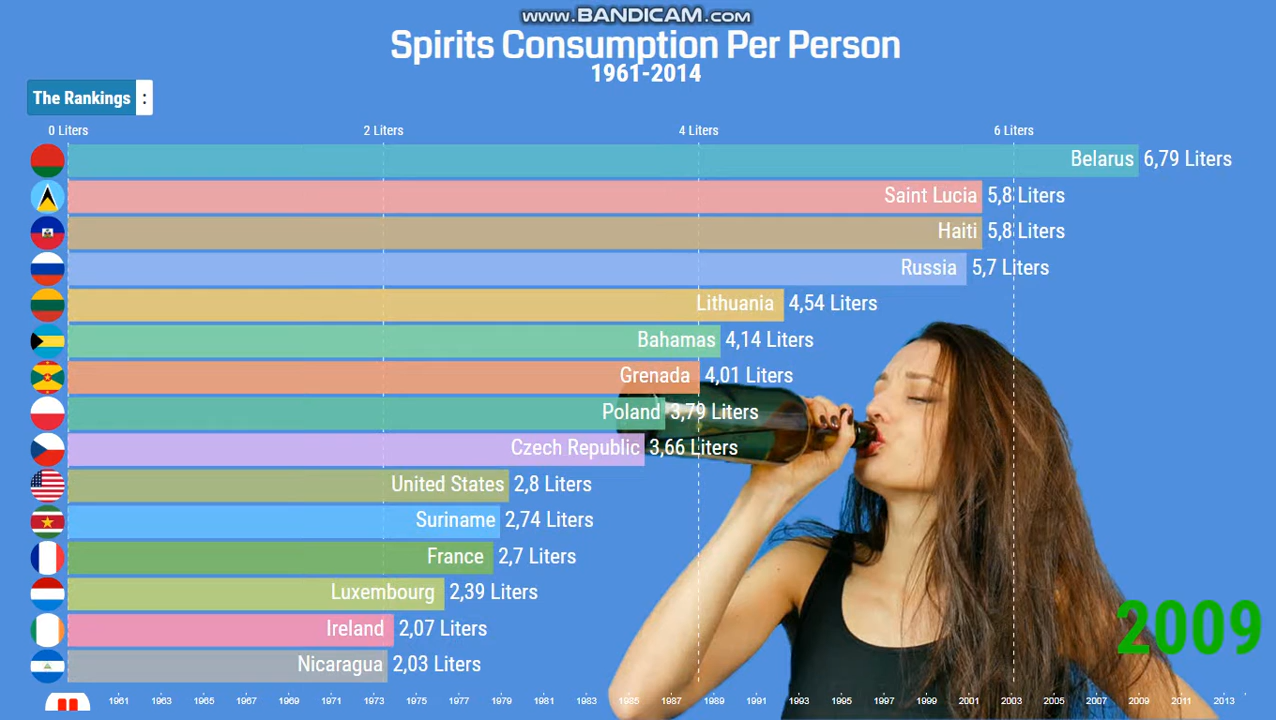 www.BANDICAM.com
Spirits Consumption Per Person
1961-2014
The Rankings :
0 Liters 2 Liters 4 Liters 6 Liters
Belarus 6,79 Liters
Saint Lucia 5,8 Liters
Haiti 5,8 Liters
Russia 5,7 Liters
Lithuania 4,54 Liters
Bahamas 4,14 Liters
Grenada 4,01 Liters
Poland 3,79 Liters
Czech Republic 3,66 Liters
United States 2,8 Liters
Suriname 2,74 Liters
France 2,7 Liters
Luxembourg 2,39 Liters
Ireland 2,07 Liters
Nicaragua 2,03 Liters
2009
1961 1963 1965 1967 1969 1971 1973 1975 1977 1979 1981 1983 1985 1987 1989 1991 1993 1995 1997 1999 2001 2003 2005 2007 2009 2011 2013